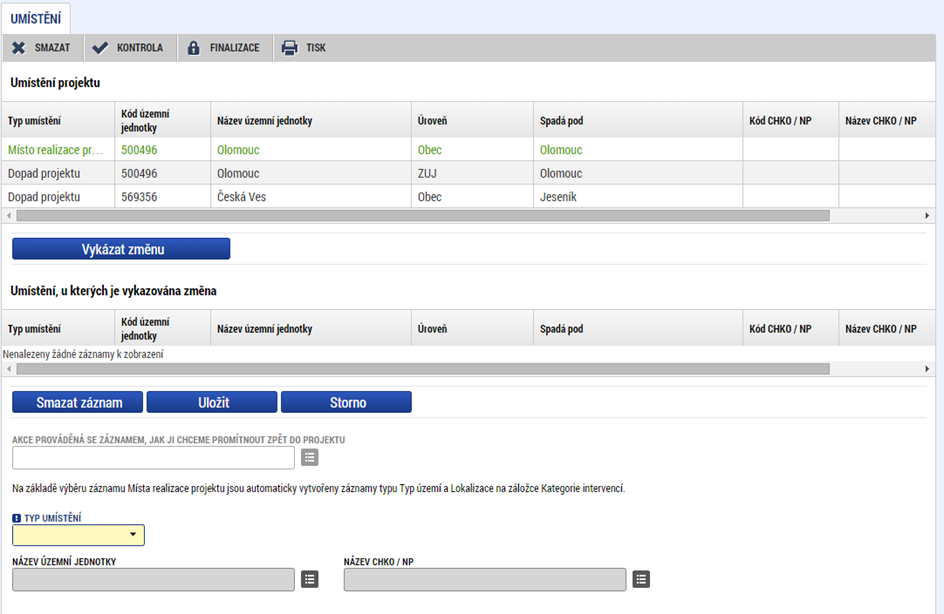 UMÍSTĚNÍ
SMAZAT KONTROLA FINALIZACE TISK
Umístění projektu
Typ umístění Kód územní jednotky Název územní jednotky Úroveň Spadá pod Kód CHKO / NP Název CHKO / NP
Místo realizace pr... 500496 Olomouc Obec Olomouc
Dopad projektu 500496 Olomouc ZUJ Olomouc
Dopad projektu 569356 Česká Ves Obec Jeseník
Vykázat změnu
Umístění, u kterých je vykazována změna
Typ umístění Kód územní jednotky Název územní jednotky Úroveň Spadá pod Kód CHKO / NP Název CHKO / NP
Nenalezeny žádné záznamy k zobrazení
Smazat záznam Uložit Storno
AKCE PROVÁDĚNÁ SE ZÁZNAMEM, JAK JI CHCEME PROMÍTNOUT ZPĚT DO PROJEKTU
Na základě výběru záznamu Místa realizace projektu jsou automaticky vytvořeny záznamy typu Typ území a Lokalizace na záložce Kategorie intervencí.
TYP UMÍSTĚNÍ
NÁZEV ÚZEMNÍ JEDNOTKY NÁZEV CHKO / NP